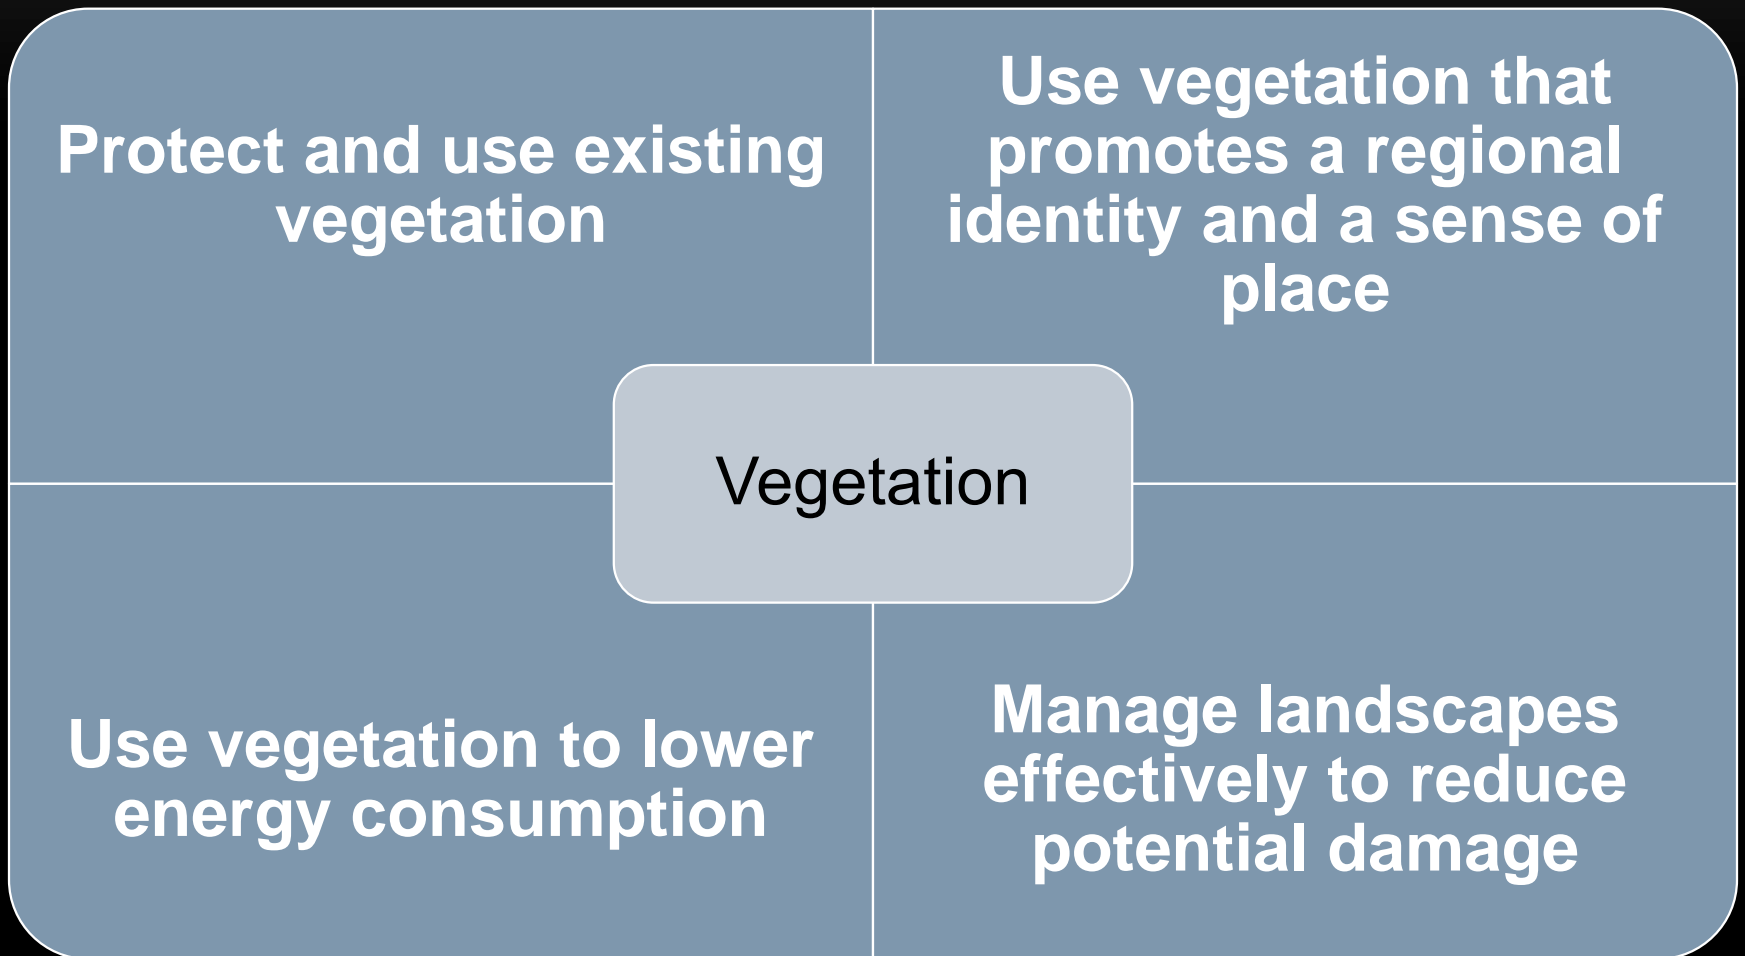 Protect and use existing
vegetation
Use vegetation that
promotes a regional
identity and a sense of
place
Vegetation
Use vegetation to lower
energy consumption
Manage landscapes
effectively to reduce
potential damage